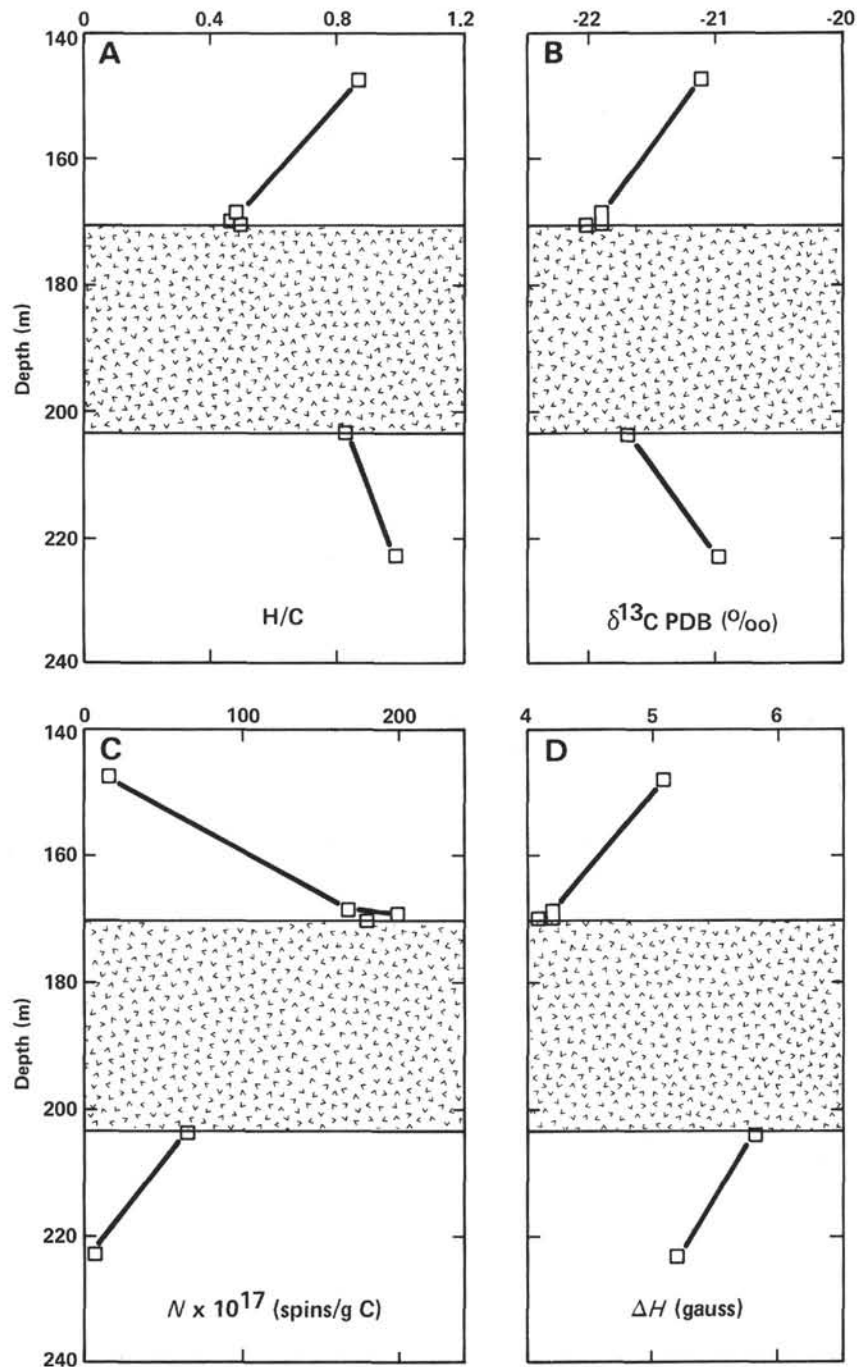 0 0.4 0.8 1.2
-22 -21 -20
140
160
180
200
220
240
Depth (m)
A
B
H/C
δ13C PDB (o/oo)
0 100 200
4 5 6
140
160
180
200
220
240
Depth (m)
C
D
N x 10^17 (spins/g C)
ΔH (gauss)